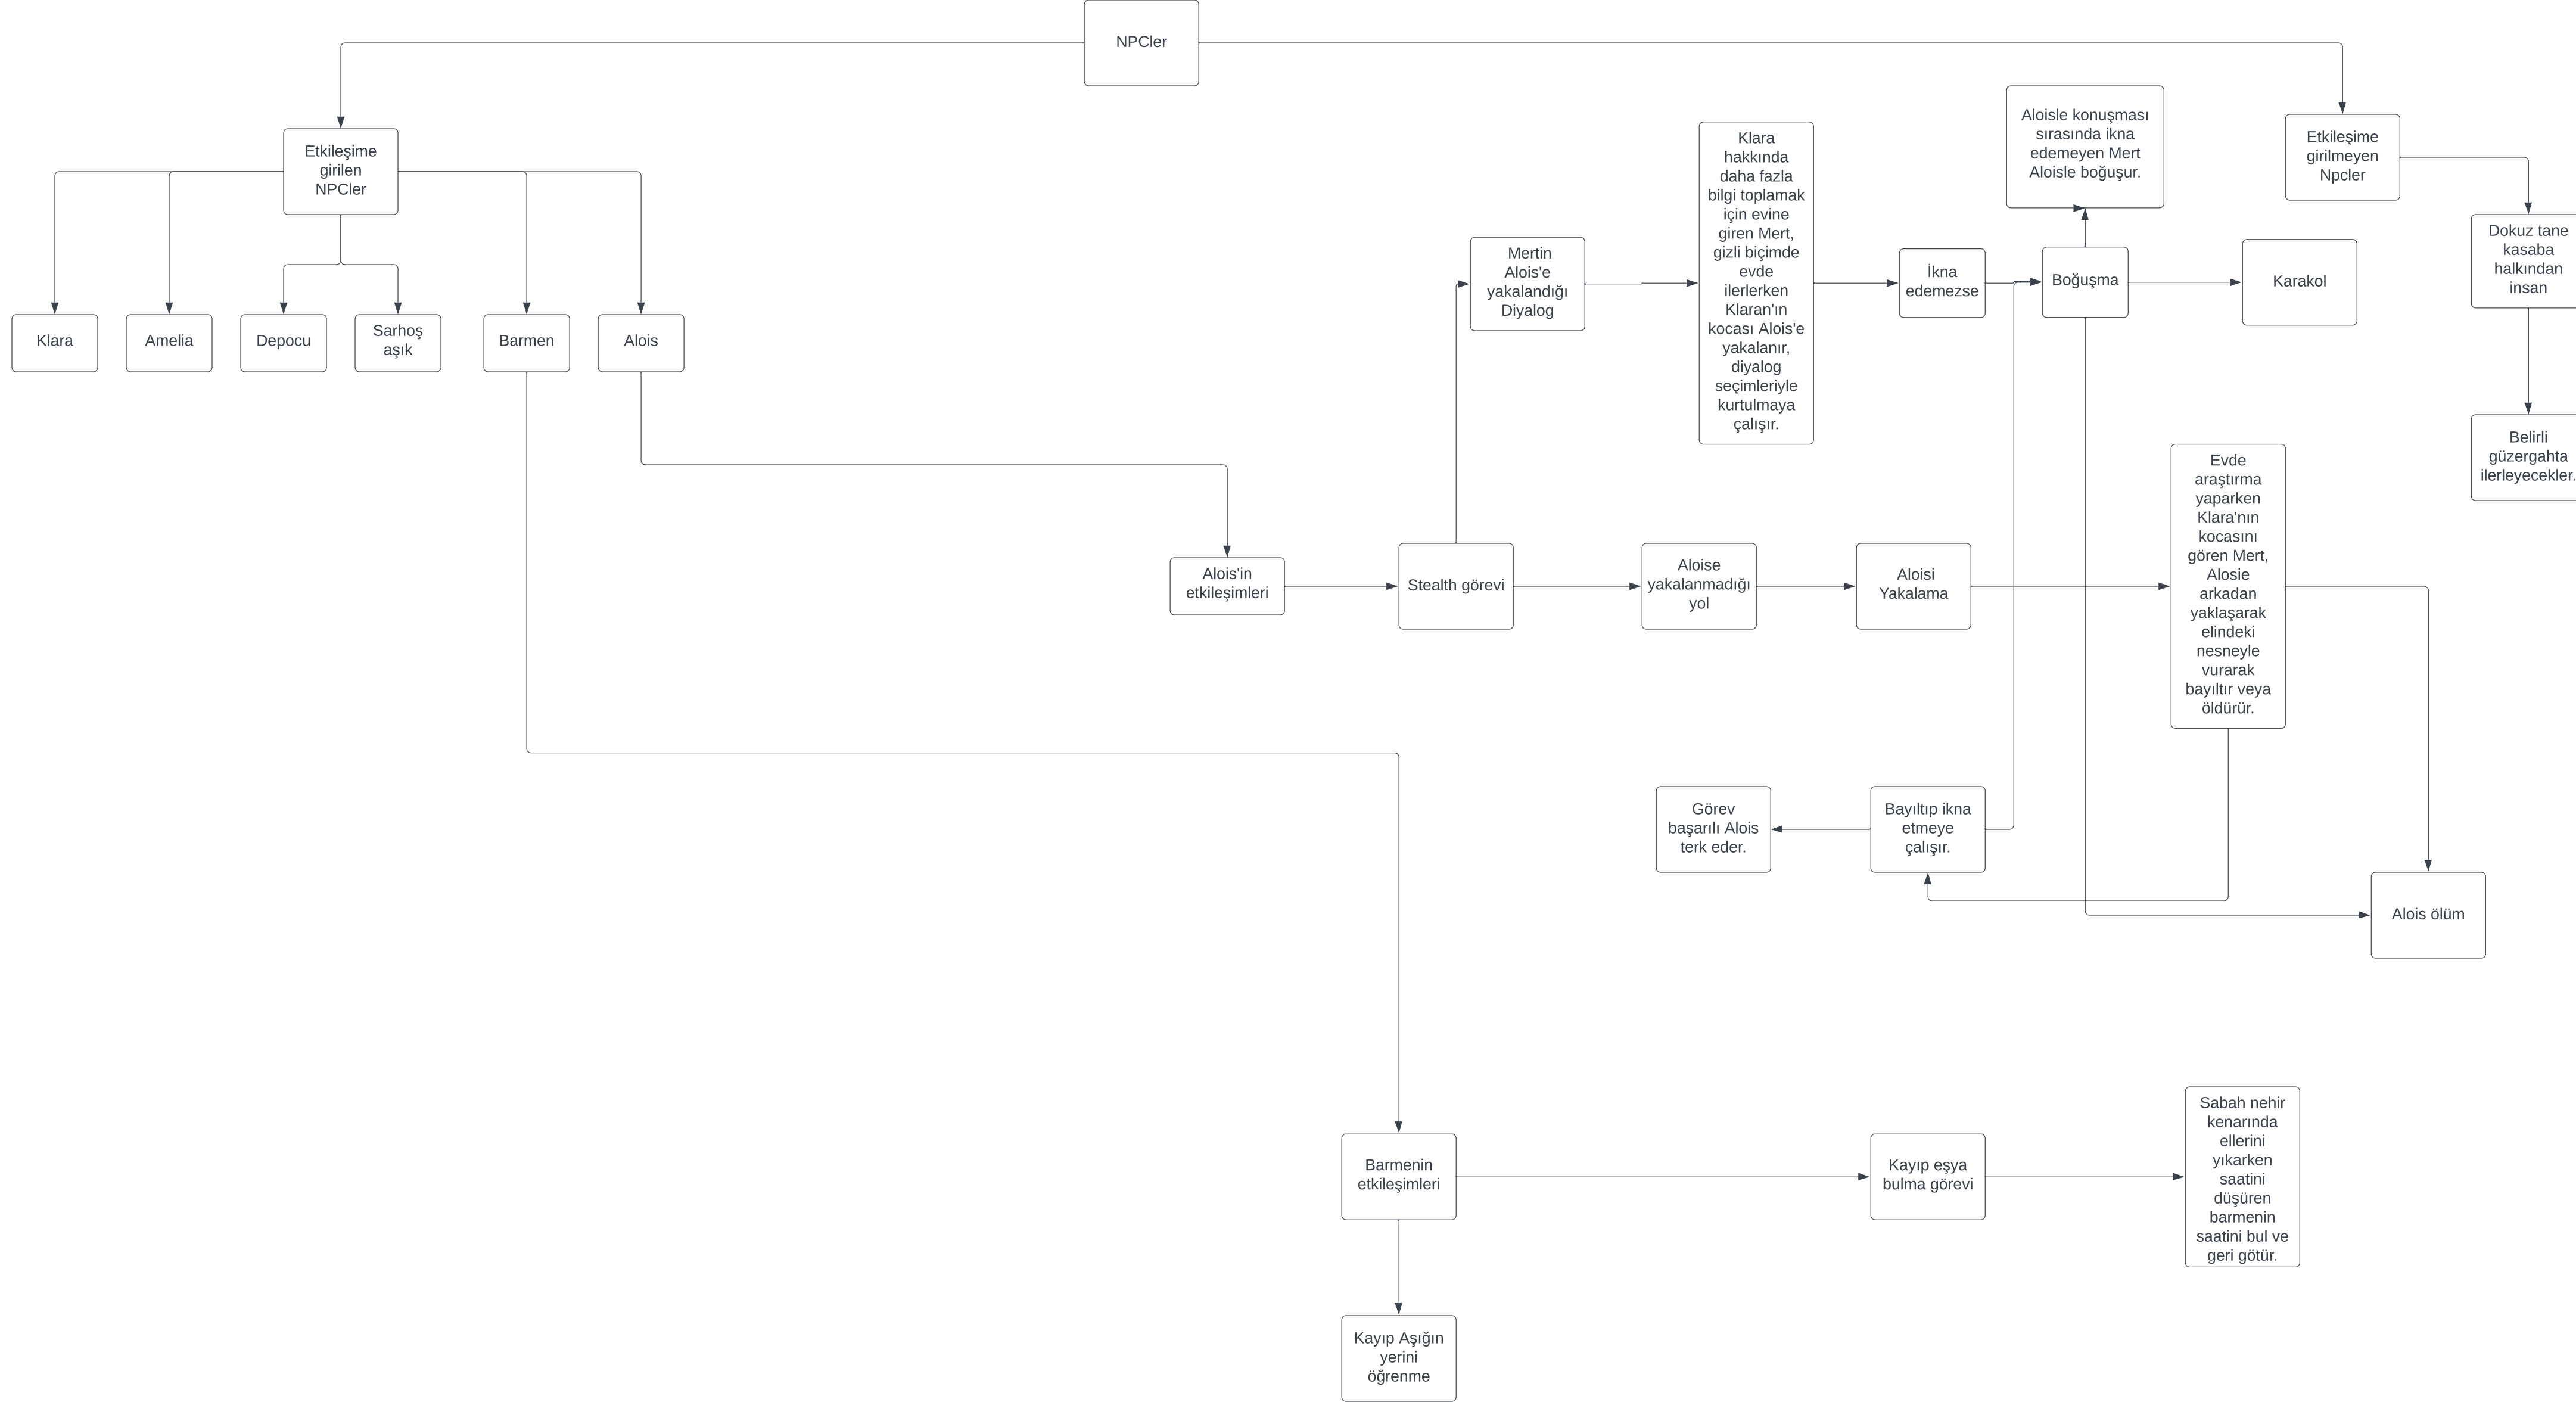 NPCler
Etkileşime
girilen
NPCler
Klara
Amelia
Depocu
Sarhoş
aşık
Barmen
Alois
Etkileşime
girilmeyen
Npcler
Dokuz tane
kasaba
halkından
insan
Belirli
güzergahta
ilerleyecekler.
Alois'in
etkileşimleri
Stealth görevi
Mertin
Alois'e
yakalandığı
Diyalog
Klara
hakkında
daha fazla
bilgi toplamak
için evine
giren Mert,
gizli biçimde
evde
ilerlerken
Klaran'ın
kocası Alois'e
yakalanır,
diyalog
seçimleriyle
kurtulmaya
çalışır.
İkna
edemezse
Boğuşma
Aloisle konuşması
sırasında ikna
edemeyen Mert
Aloisle boğuşur.
Karakol
Aloise
yakalanmadığı
yol
Aloisi
Yakalama
Evde
araştırma
yaparken
Klara'nın
kocasını
gören Mert,
Alosie
arkadan
yaklaşarak
elindeki
nesneyle
vurarak
bayıltır veya
öldürür.
Görev
başarılı Alois
terk eder.
Bayıltıp ikna
etmeye
çalışır.
Alois ölüm
Barmenin
etkileşimleri
Kayıp eşya
bulma görevi
Sabah nehir
kenarında
ellerini
yıkarken
saatini
düşüren
barmenin
saatini bul ve
geri götür.
Kayıp Aşığın
yerini
öğrenme